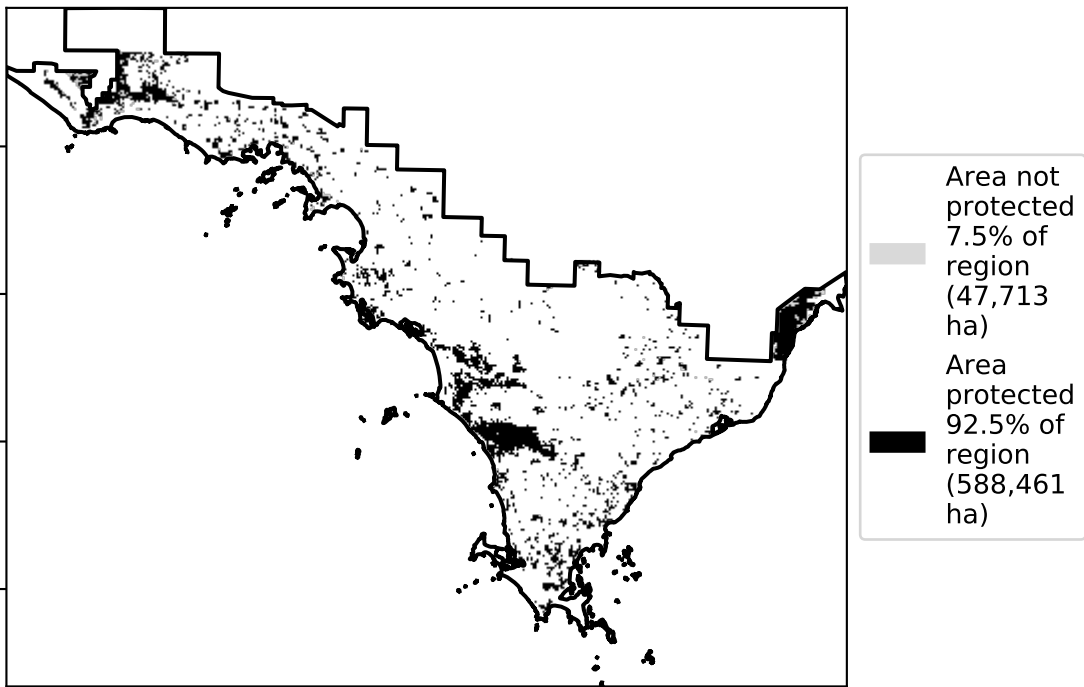 Area not
protected
7.5% of
region
(47,713
ha)
Area
protected
92.5% of
region
(588,461
ha)